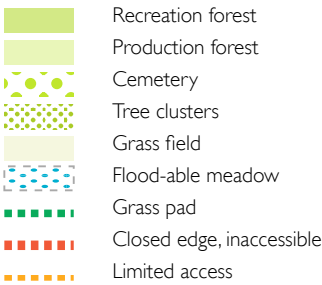 Recreation forest
Production forest
Cemetery
Tree clusters
Grass field
Flood-able meadow
Grass pad
Closed edge, inaccessible
Limited access